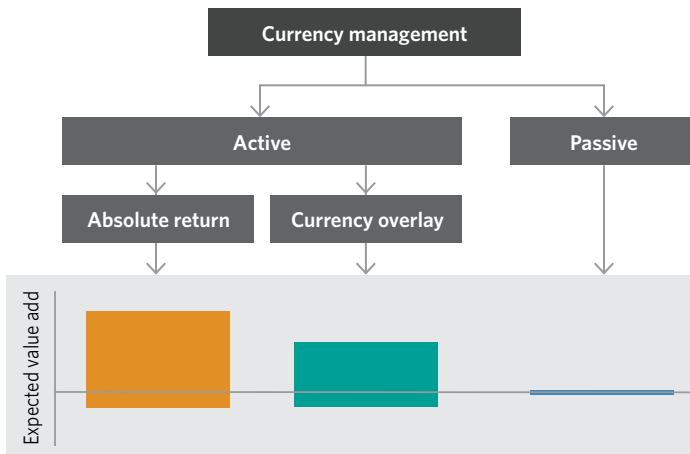 Currency management
Active
Passive
Absolute return
Currency overlay
Expected value add